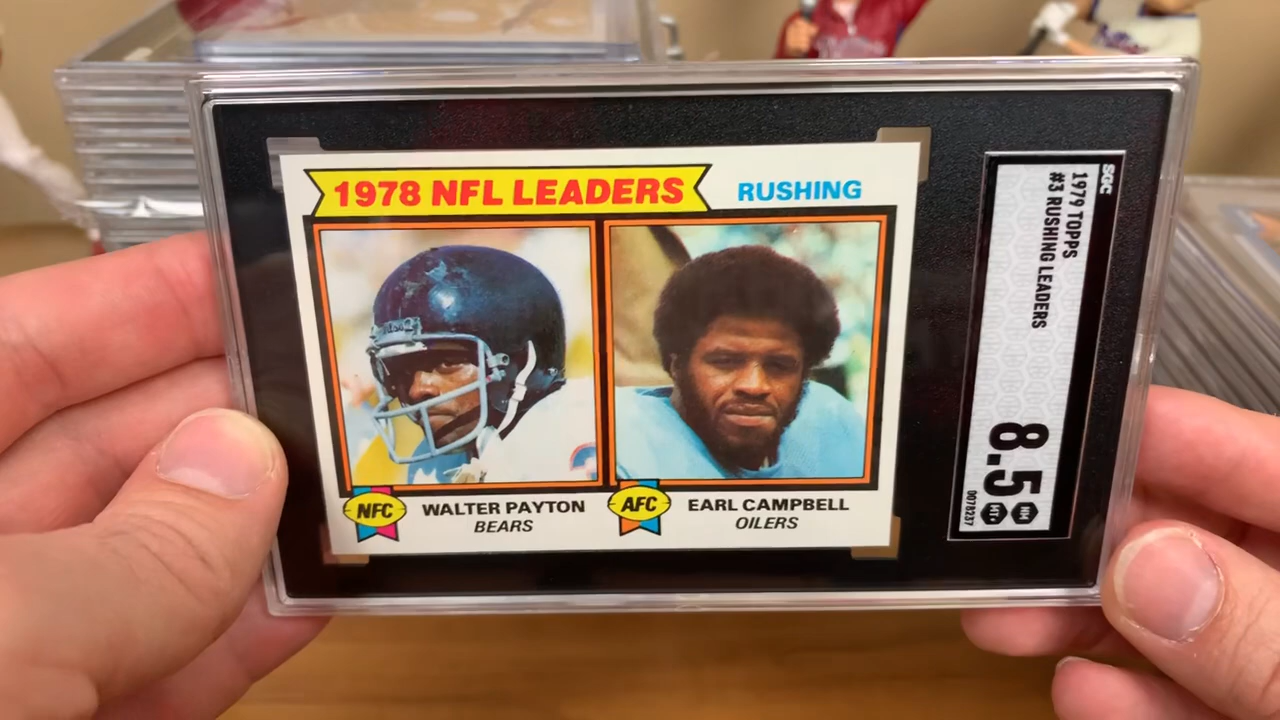 1978 NFL LEADERS
RUSHING
NFC
WALTER PAYTON
BEARS
AFC
EARL CAMPBELL
OILERS
SGC
1979 TOPPS
#3 RUSHING LEADERS
8.5
NM
MT+
0078237